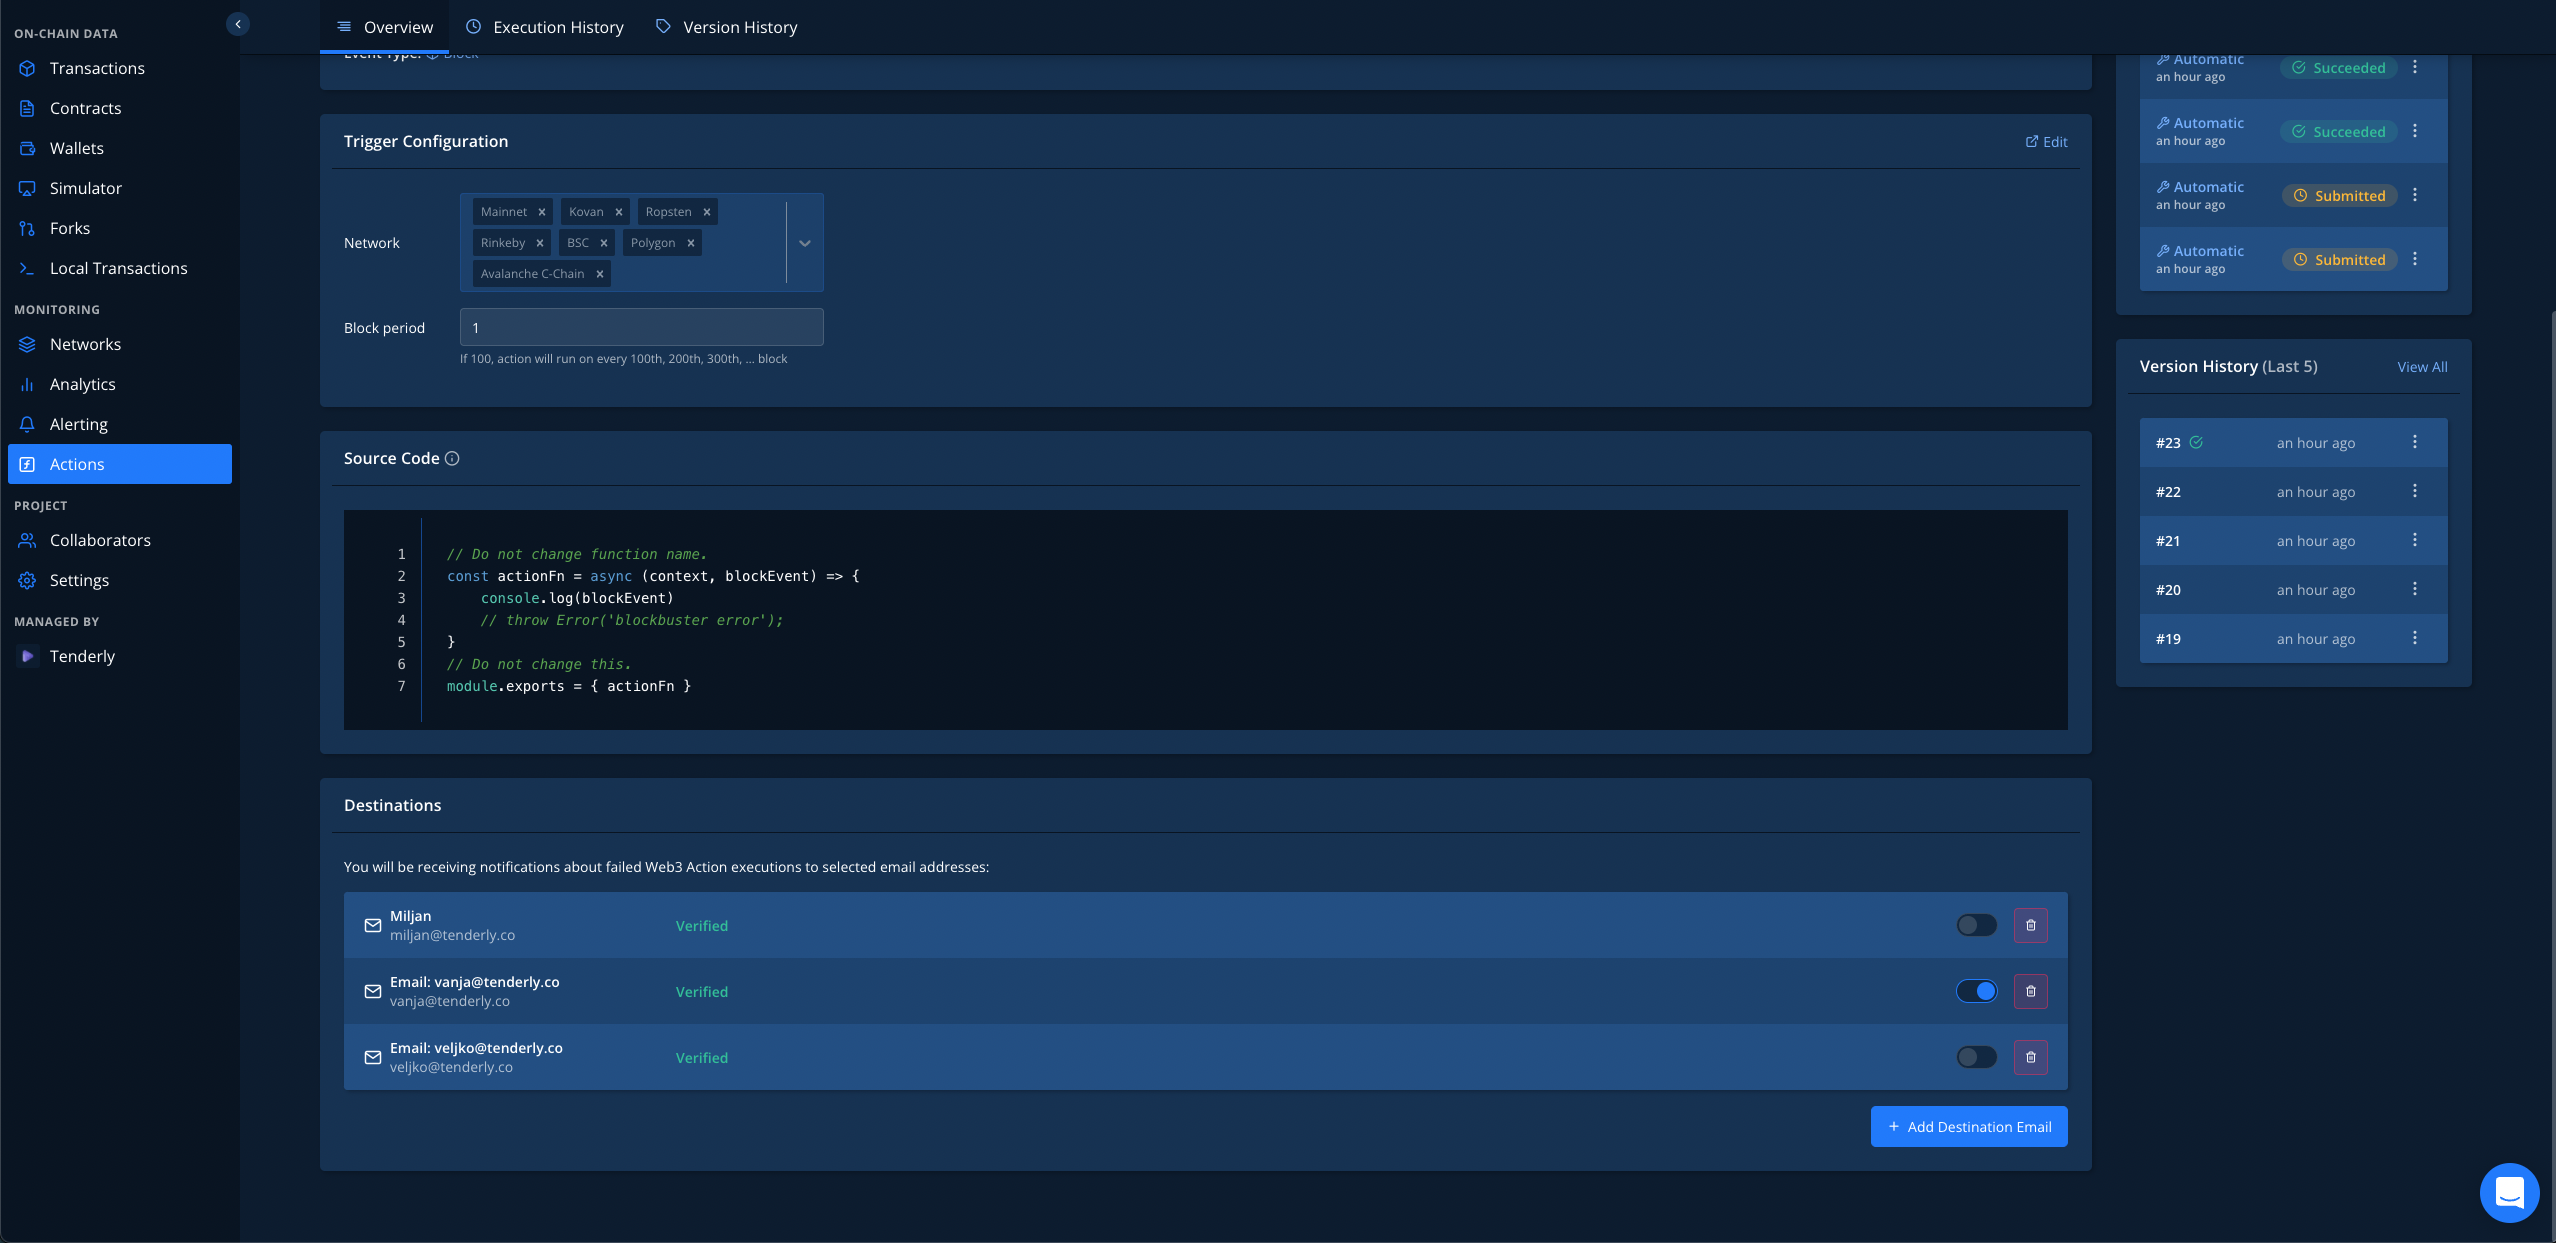 ON-CHAIN DATA
Transactions
Contracts
Wallets
Simulator
Forks
Local Transactions
MONITORING
Networks
Analytics
Alerting
Actions
PROJECT
Collaborators
Settings
MANAGED BY
Tenderly
Overview
Execution History
Version History
Event Type: Block
Trigger Configuration
Edit
Network
Mainnet × Kovan × Ropsten ×
Rinkeby × BSC × Polygon ×
Avalanche C-Chain ×
Block period
1
If 100, action will run on every 100th, 200th, 300th, ... block
Source Code
1 // Do not change function name.
2 const actionFn = async (context, blockEvent) => {
3 console.log(blockEvent)
4 // throw Error('blockbuster error');
5 }
6 // Do not change this.
7 module.exports = { actionFn }
Destinations
You will be receiving notifications about failed Web3 Action executions to selected email addresses:
Miljan
miljan@tenderly.co
Verified
Email: vanja@tenderly.co
vanja@tenderly.co
Verified
Email: veljko@tenderly.co
veljko@tenderly.co
Verified
+ Add Destination Email
Automatic
an hour ago
Succeeded
Automatic
an hour ago
Succeeded
Automatic
an hour ago
Submitted
Automatic
an hour ago
Submitted
Version History (Last 5)
View All
#23 an hour ago
#22 an hour ago
#21 an hour ago
#20 an hour ago
#19 an hour ago